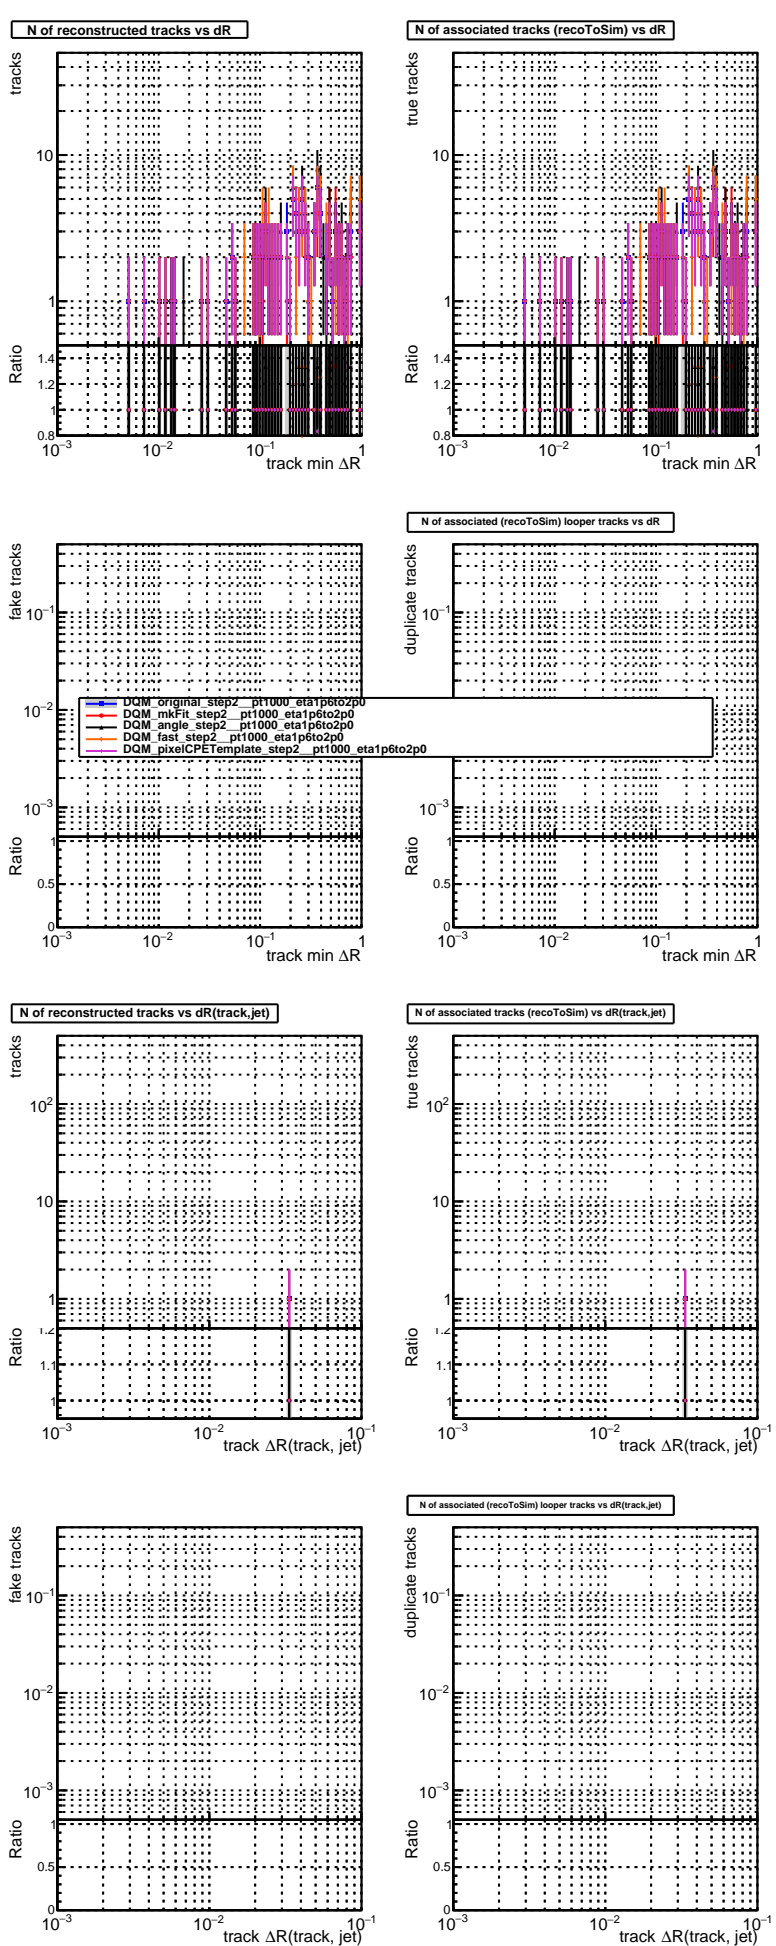 N of reconstructed tracks vs dR
N of associated tracks (recoToSim) vs dR
tracks
10
1
Ratio
1.4
1.2
1
0.8
10−3 10−2 10−1 1
track min ΔR
true tracks
10
1
Ratio
1.4
1.2
1
0.8
10−3 10−2 10−1 1
track min ΔR
N of associated (recoToSim) looper tracks vs dR
fake tracks
10−1
10−2
10−3
Ratio
1
0.5
0
10−3 10−2 10−1 1
track min ΔR
duplicate tracks
10−1
10−3
Ratio
1
0.5
0
10−3 10−2 10−1 1
track min ΔR
DQM_original_step2__pt1000_eta1p6to2p0
DQM_mkFit_step2__pt1000_eta1p6to2p0
DQM_angle_step2__pt1000_eta1p6to2p0
DQM_fast_step2__pt1000_eta1p6to2p0
DQM_pixelCPETemplate_step2__pt1000_eta1p6to2p0
N of reconstructed tracks vs dR(track,jet)
N of associated tracks (recoToSim) vs dR(track,jet)
tracks
102
10
1
Ratio
1.2
1.1
1
10−3 10−2 10−1
track ΔR(track, jet)
true tracks
102
10
1
Ratio
1.2
1.1
1
10−3 10−2 10−1
track ΔR(track, jet)
N of associated (recoToSim) looper tracks vs dR(track,jet)
fake tracks
10−1
10−2
10−3
Ratio
1
0.5
0
10−3 10−2 10−1
track ΔR(track, jet)
duplicate tracks
10−1
10−2
10−3
Ratio
1
0.5
0
10−3 10−2 10−1
track ΔR(track, jet)